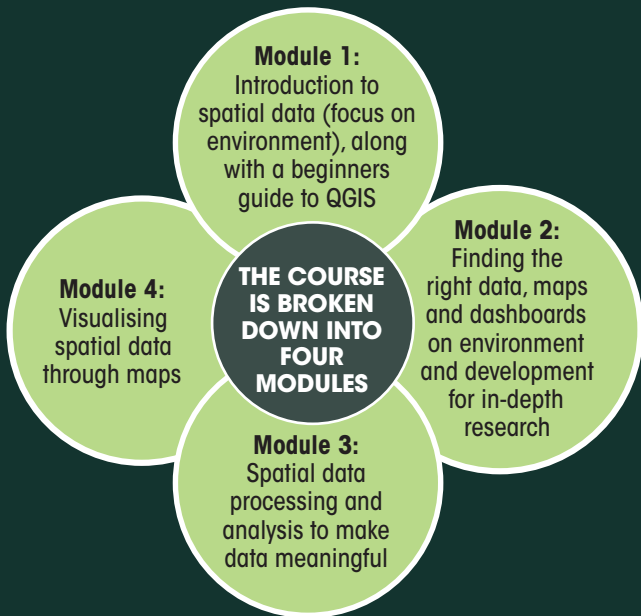 Module 1:
Introduction to
spatial data (focus on
environment), along
with a beginners
guide to QGIS
Module 2:
Finding the
right data, maps
and dashboards
on environment
and development
for in-depth
research
THE COURSE
IS BROKEN
DOWN INTO
FOUR
MODULES
Module 4:
Visualising
spatial data
through maps
Module 3:
Spatial data
processing and
analysis to make
data meaningful